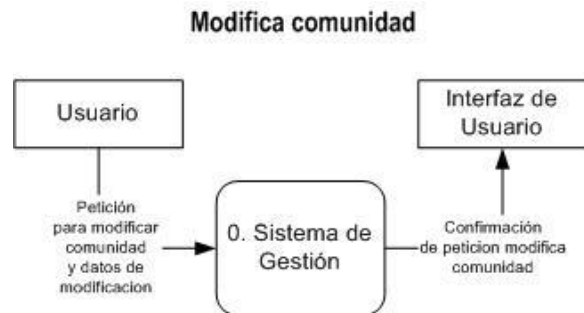 Modifica comunidad
Usuario
Interfaz de
Usuario
Petición
para modificar
comunidad
y datos de
modificacion
0. Sistema de
Gestión
Confirmación
de peticion modifica
comunidad